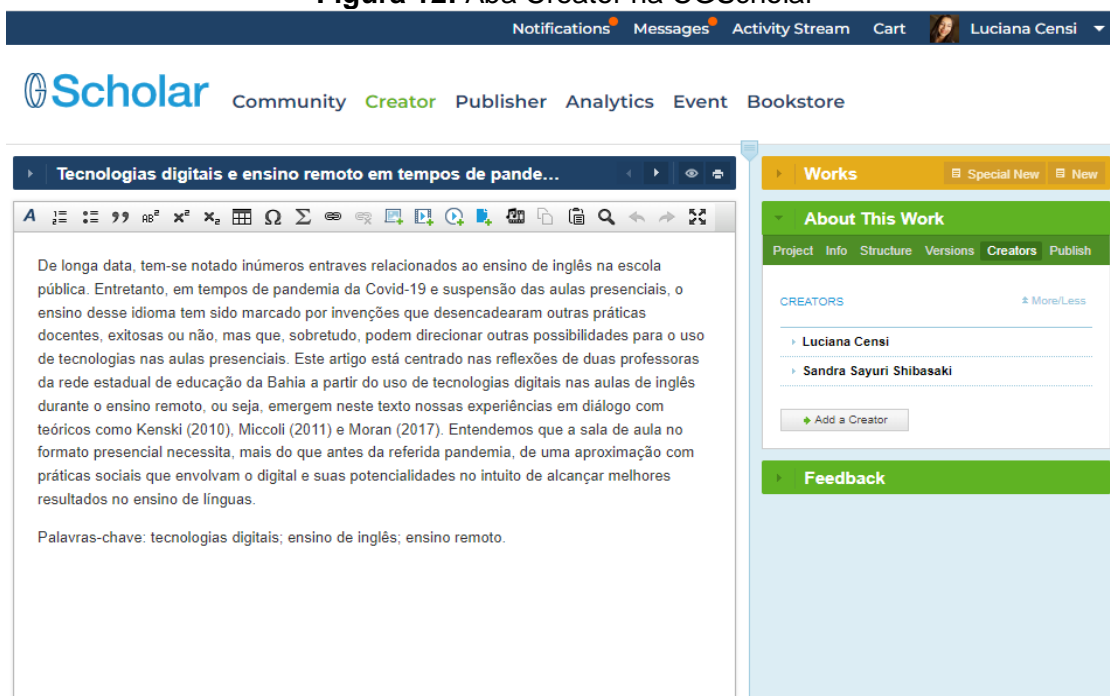 Figura 12: Aba Creator na CGScholar
Notifications Messages Activity Stream Cart Luciana Censi
CG Scholar Community Creator Publisher Analytics Event Bookstore
Tecnologias digitais e ensino remoto em tempos de pande...
Works Special New New
About This Work
Project Info Structure Versions Creators Publish
De longa data, tem-se notado inúmeros entraves relacionados ao ensino de inglês na escola
pública. Entretanto, em tempos de pandemia da Covid-19 e suspensão das aulas presenciais, o
ensino desse idioma tem sido marcado por invenções que desencadearam outras práticas
docentes, exitosas ou não, mas que, sobretudo, podem direcionar outras possibilidades para o uso
de tecnologias nas aulas presenciais. Este artigo está centrado nas reflexões de duas professoras
da rede estadual de educação da Bahia a partir do uso de tecnologias digitais nas aulas de inglês
durante o ensino remoto, ou seja, emergem neste texto nossas experiências em diálogo com
teóricos como Kenski (2010), Miccoli (2011) e Moran (2017). Entendemos que a sala de aula no
formato presencial necessita, mais do que antes da referida pandemia, de uma aproximação com
práticas sociais que envolvam o digital e suas potencialidades no intuito de alcançar melhores
resultados no ensino de línguas.
Palavras-chave: tecnologias digitais; ensino de inglês; ensino remoto.
CREATORS More/Less
Luciana Censi
Sandra Sayuri Shibasaki
Add a Creator
Feedback